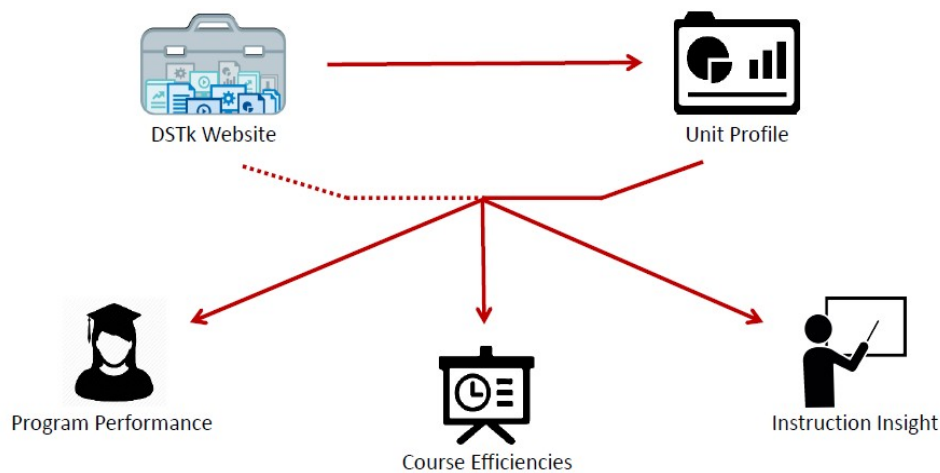 DSTk Website
Unit Profile
Program Performance
Course Efficiencies
Instruction Insight